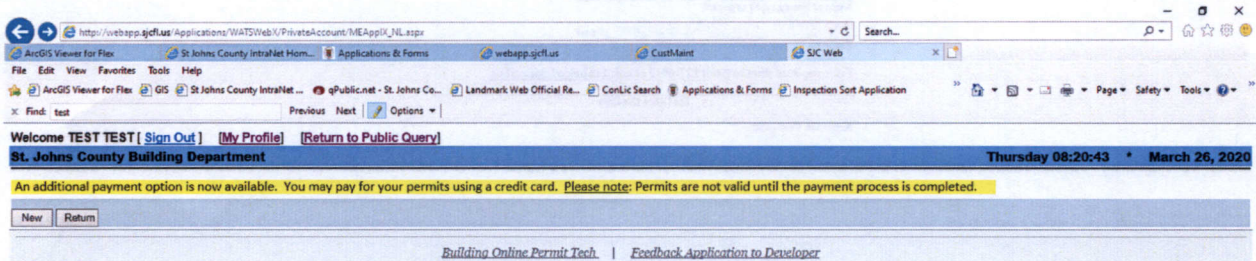 http://webapp.sjcfl.us/Applications/WATSWebX/PrivateAccount/MEApplX_NL.aspx Search...
ArcGIS Viewer for Flex St Johns County IntraNet Hom... Applications & Forms webapp.sjcfl.us CustMaint SJC Web ×
File Edit View Favorites Tools Help
ArcGIS Viewer for Flex GIS St Johns County IntraNet ... qPublic.net - St. Johns Co... Landmark Web Official Re... ConLic Search Applications & Forms Inspection Sort Application » Page Safety Tools »
× Find: test Previous Next Options
Welcome TEST TEST [ Sign Out ] [My Profile] [Return to Public Query]
St. Johns County Building Department Thursday 08:20:43 * March 26, 2020
An additional payment option is now available. You may pay for your permits using a credit card. Please note: Permits are not valid until the payment process is completed.
New Return
Building Online Permit Tech | Feedback Application to Developer